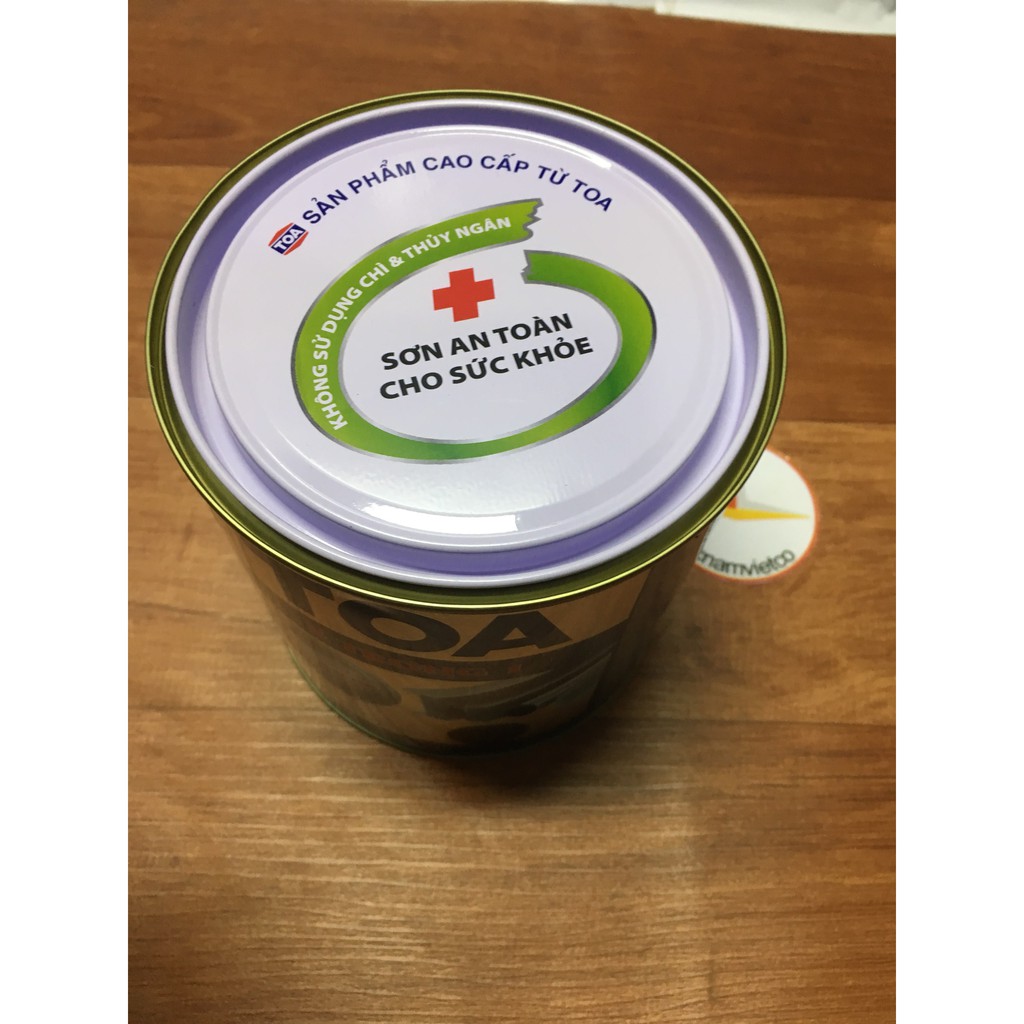 TOA SẢN PHẨM CAO CẤP TỪ TOA
KHÔNG SỬ DỤNG CHÌ & THỦY NGÂN
SƠN AN TOÀN
CHO SỨC KHỎE
TOA